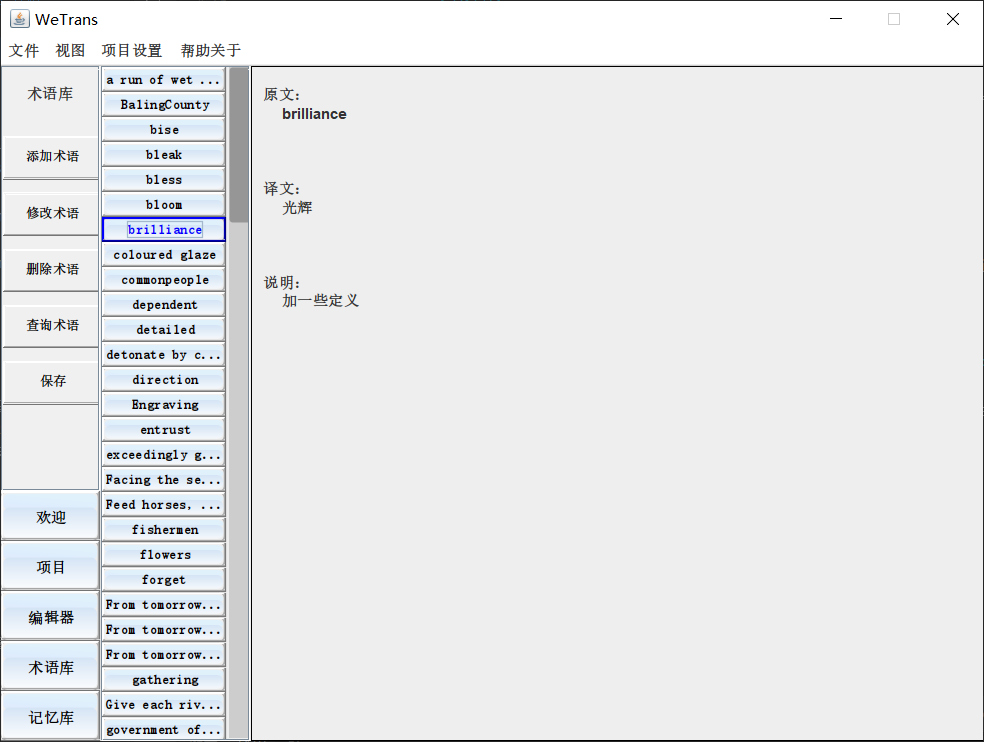 WeTrans
文件 视图 项目设置 帮助关于
术语库
添加术语
修改术语
删除术语
查询术语
保存
欢迎
项目
编辑器
术语库
记忆库
a run of wet ...
BalingCounty
bise
bleak
bless
bloom
brilliance
coloured glaze
commonpeople
dependent
detailed
detonate by c...
direction
Engraving
entrust
exceedingly g...
Facing the se...
Feed horses, ...
fishermen
flowers
forget
From tomorrow...
From tomorrow...
From tomorrow...
gathering
Give each riv...
government of...
原文:
brilliance
译文:
光辉
说明:
加一些定义